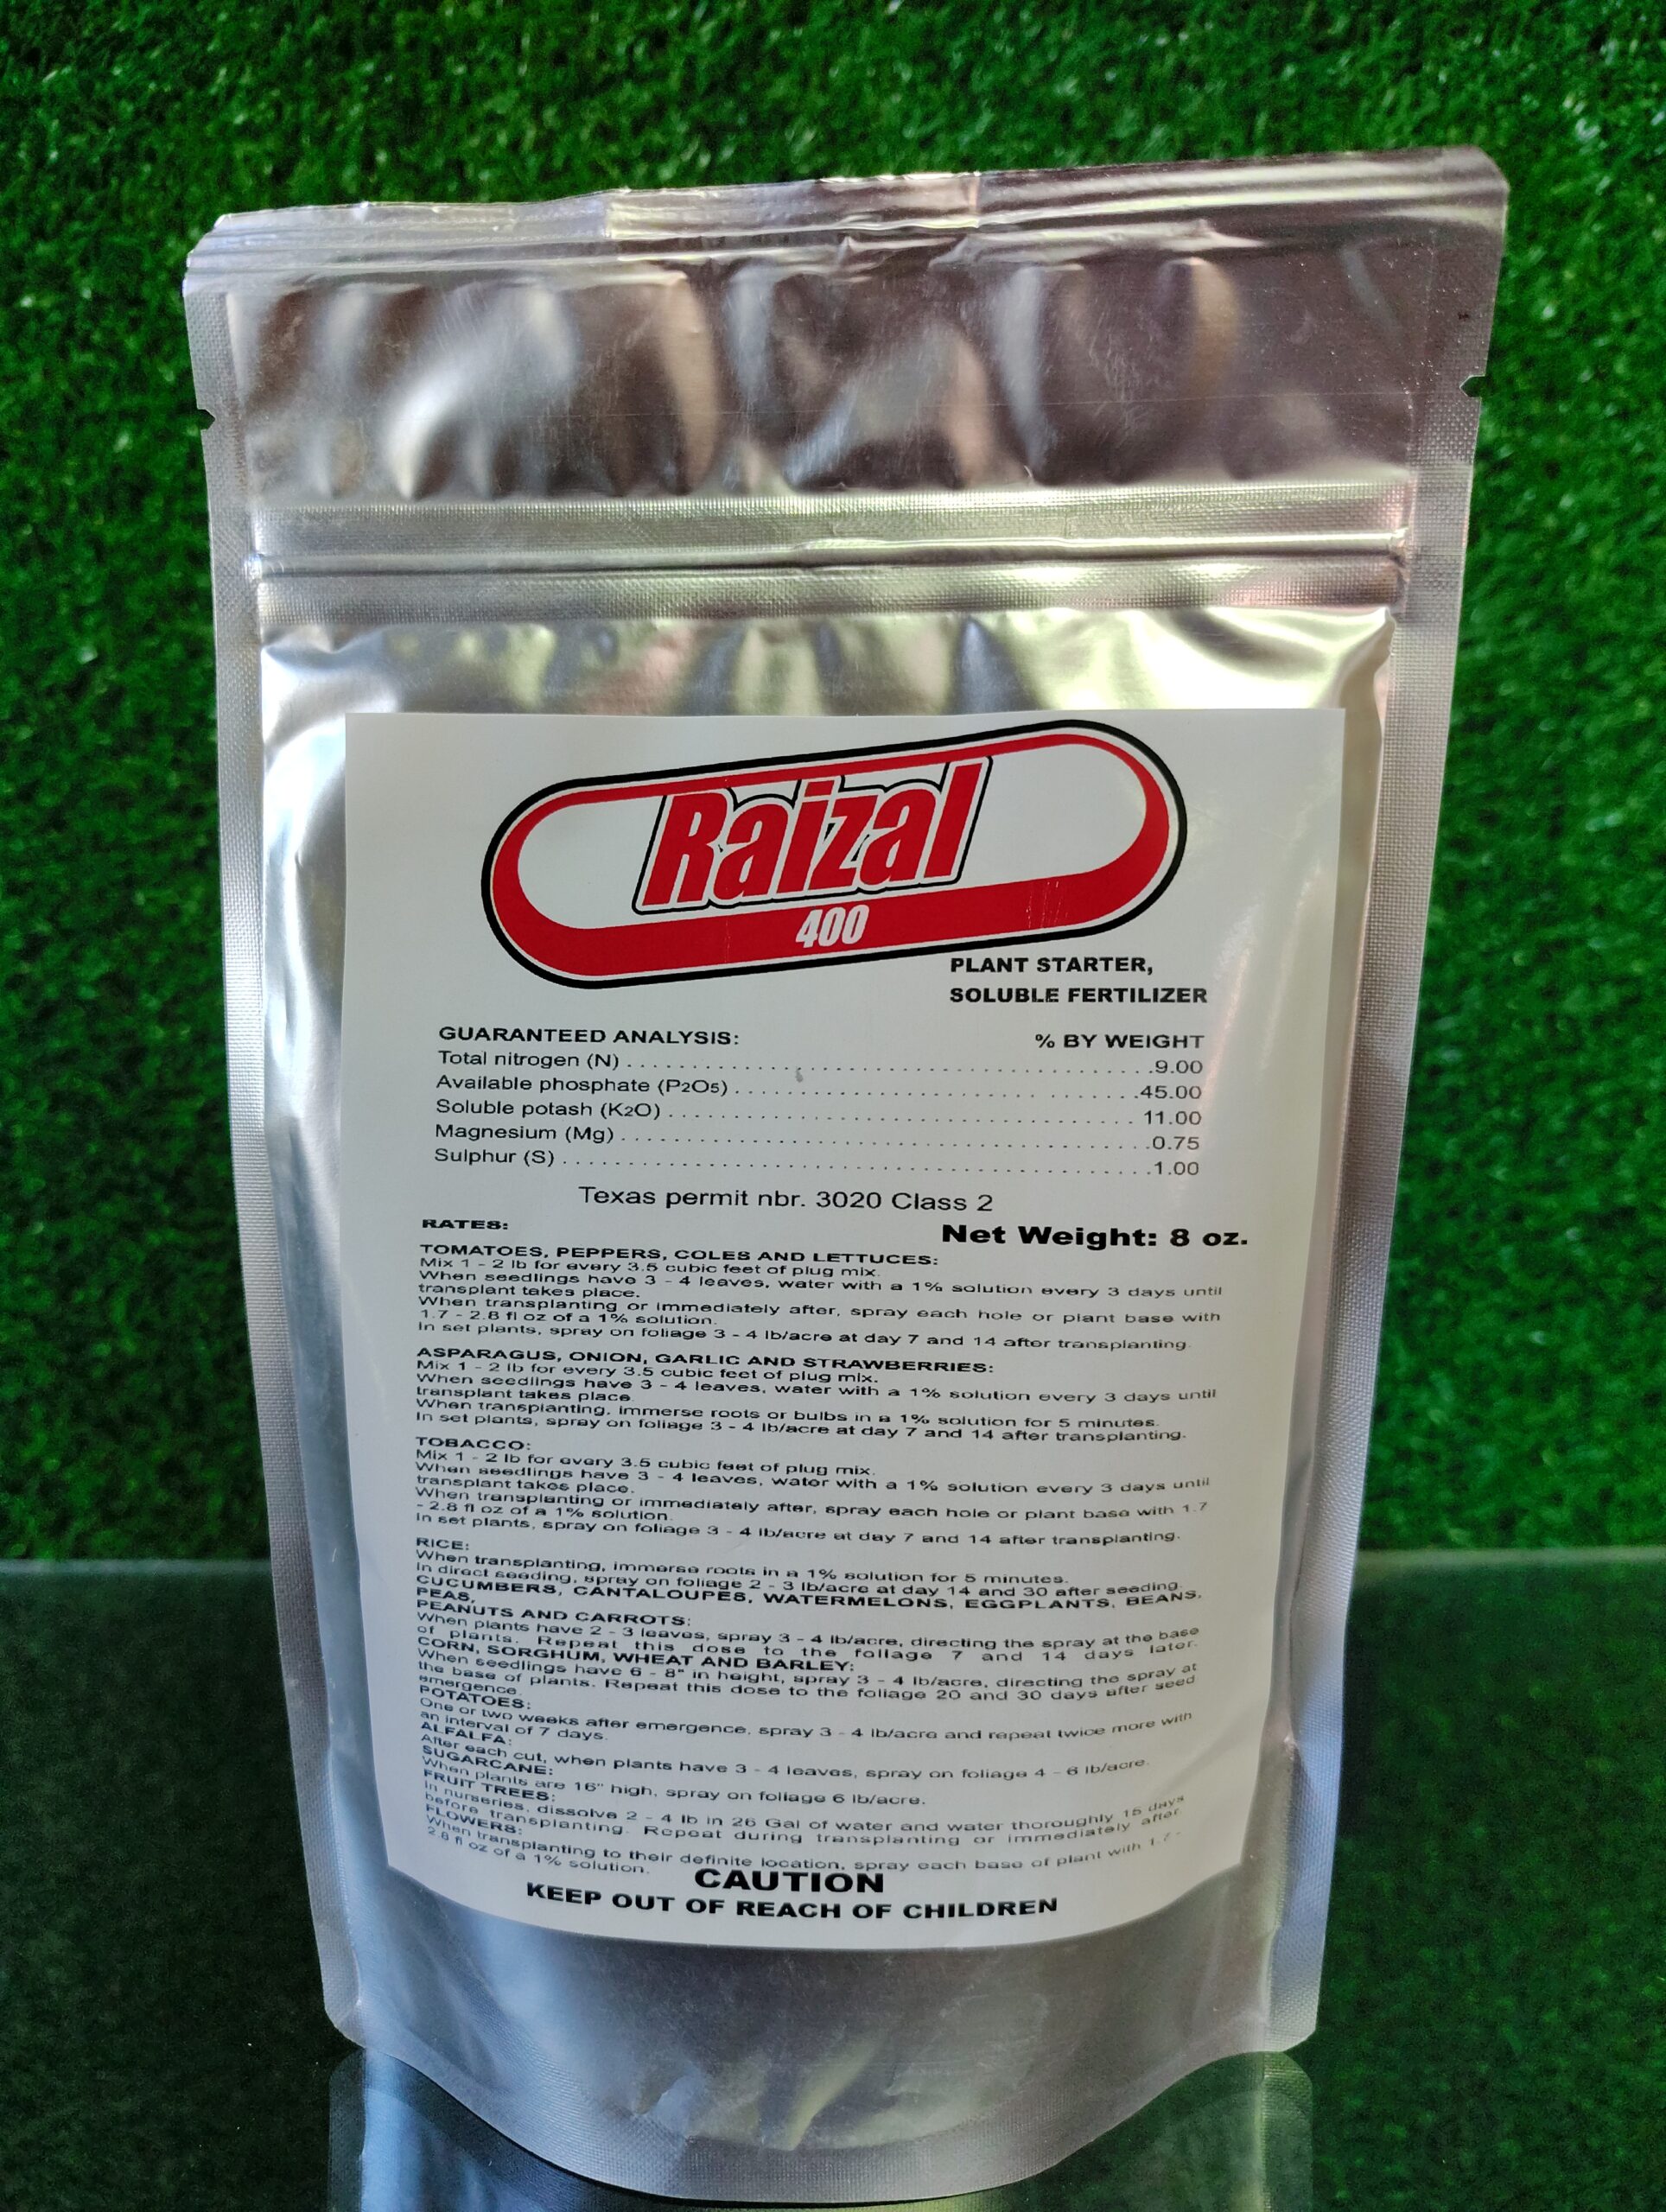 Raizal
400
PLANT STARTER,
SOLUBLE FERTILIZER
GUARANTEED ANALYSIS: % BY WEIGHT
Total nitrogen (N) ........................................ .9.00
Available phosphate (P2O5) ........................................ .45.00
Soluble potash (K2O) ........................................ 11.00
Magnesium (Mg) ........................................ .0.75
Sulphur (S) ........................................ .1.00
Texas permit nbr. 3020 Class 2
RATES: Net Weight: 8 oz.
TOMATOES, PEPPERS, COLES AND LETTUCES:
Mix 1 - 2 lb for every 3.5 cubic feet of plug mix.
When seedlings have 3 - 4 leaves, water with a 1% solution every 3 days until
transplant takes place.
When transplanting or immediately after, spray each hole or plant base with
1.7 - 2.8 fl oz of a 1% solution.
In set plants, spray on foliage 3 - 4 lb/acre at day 7 and 14 after transplanting.
ASPARAGUS, ONION, GARLIC AND STRAWBERRIES:
Mix 1 - 2 lb for every 3.5 cubic feet of plug mix.
When seedlings have 3 - 4 leaves, water with a 1% solution every 3 days until
transplant takes place.
When transplanting, immerse roots or bulbs in a 1% solution for 5 minutes.
In set plants, spray on foliage 3 - 4 lb/acre at day 7 and 14 after transplanting.
TOBACCO:
Mix 1 - 2 lb for every 3.5 cubic feet of plug mix.
When seedlings have 3 - 4 leaves, water with a 1% solution every 3 days until
transplant takes place.
When transplanting or immediately after, spray each hole or plant base with 1.7
- 2.8 fl oz of a 1% solution.
In set plants, spray on foliage 3 - 4 lb/acre at day 7 and 14 after transplanting.
RICE:
When transplanting, immerse roots in a 1% solution for 5 minutes.
In direct seeding, spray on foliage 2 - 3 lb/acre at day 14 and 30 after seeding.
CUCUMBERS, CANTALOUPES, WATERMELONS, EGGPLANTS, BEANS,
PEAS,
PEANUTS AND CARROTS:
When plants have 2 - 3 leaves, spray 3 - 4 lb/acre, directing the spray at the base
of plants. Repeat this dose to the foliage 7 and 14 days later.
CORN, SORGHUM, WHEAT AND BARLEY:
When seedlings have 6 - 8" in height, spray 3 - 4 lb/acre, directing the spray at
the base of plants. Repeat this dose to the foliage 20 and 30 days after seed
emergence.
POTATOES:
One or two weeks after emergence, spray 3 - 4 lb/acre and repeat twice more with
an interval of 7 days.
ALFALFA:
After each cut, when plants have 3 - 4 leaves, spray on foliage 4 - 6 lb/acre.
SUGARCANE:
When plants are 16" high, spray on foliage 6 lb/acre.
FRUIT TREES:
In nurseries, dissolve 2 - 4 lb in 26 Gal of water and water thoroughly 15 days
before transplanting. Repeat during transplanting or immediately after
FLOWERS:
When transplanting to their definite location, spray each base of plant with 1.7 -
2.8 fl oz of a 1% solution.
CAUTION
KEEP OUT OF REACH OF CHILDREN